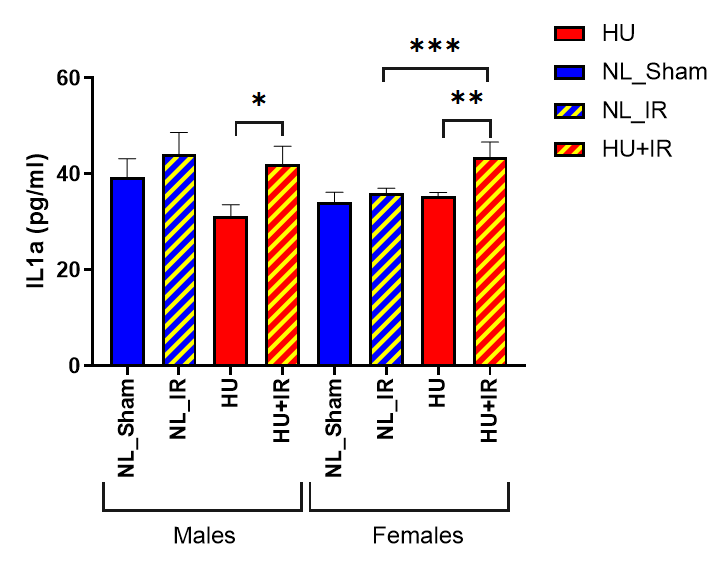 HU
NL_Sham
NL_IR
HU+IR
***
*
**
60
40
20
0
IL1a (pg/ml)
NL_Sham
NL_IR
HU
HU+IR
NL_Sham
NL_IR
HU
HU+IR
Males
Females